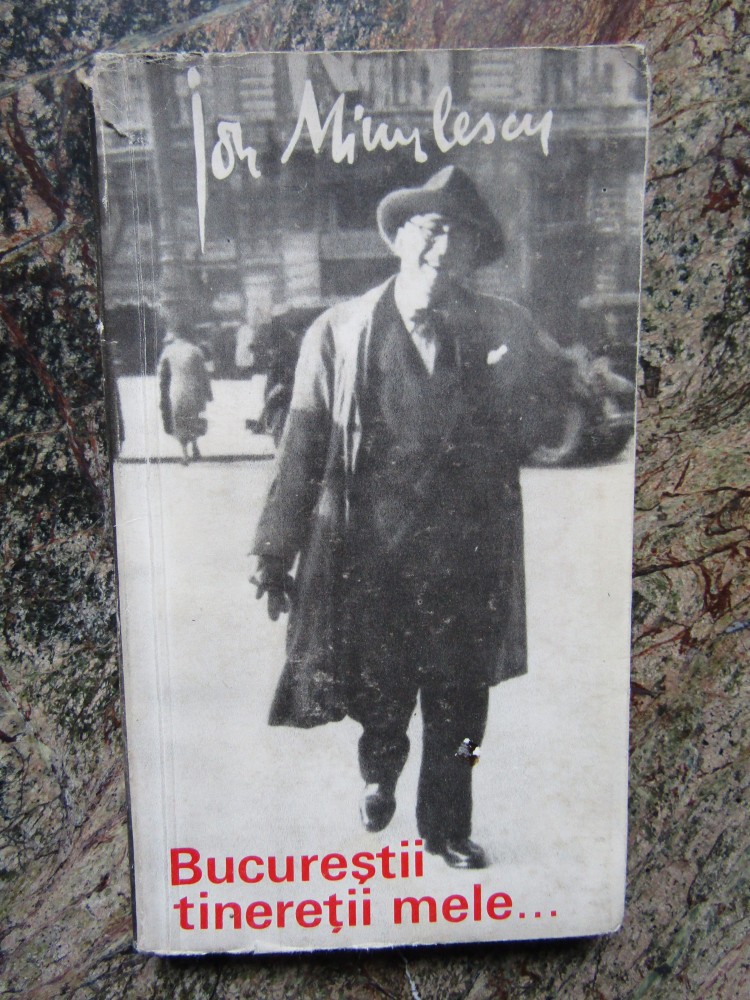 Ion Minulescu
Bucureştii
tinereţii mele...